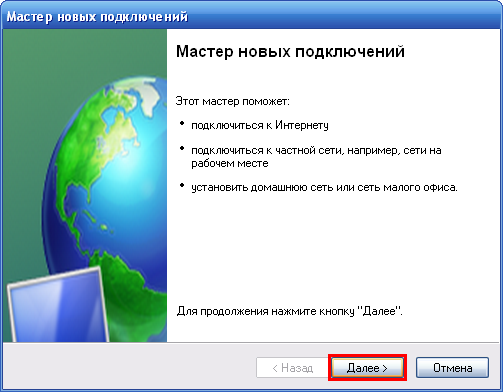 Мастер новых подключений
Мастер новых подключений
Этот мастер поможет:
• подключиться к Интернету
• подключиться к частной сети, например, сети на
рабочем месте
• установить домашнюю сеть или сеть малого офиса.
Для продолжения нажмите кнопку "Далее".
< Назад
Далее >
Отмена